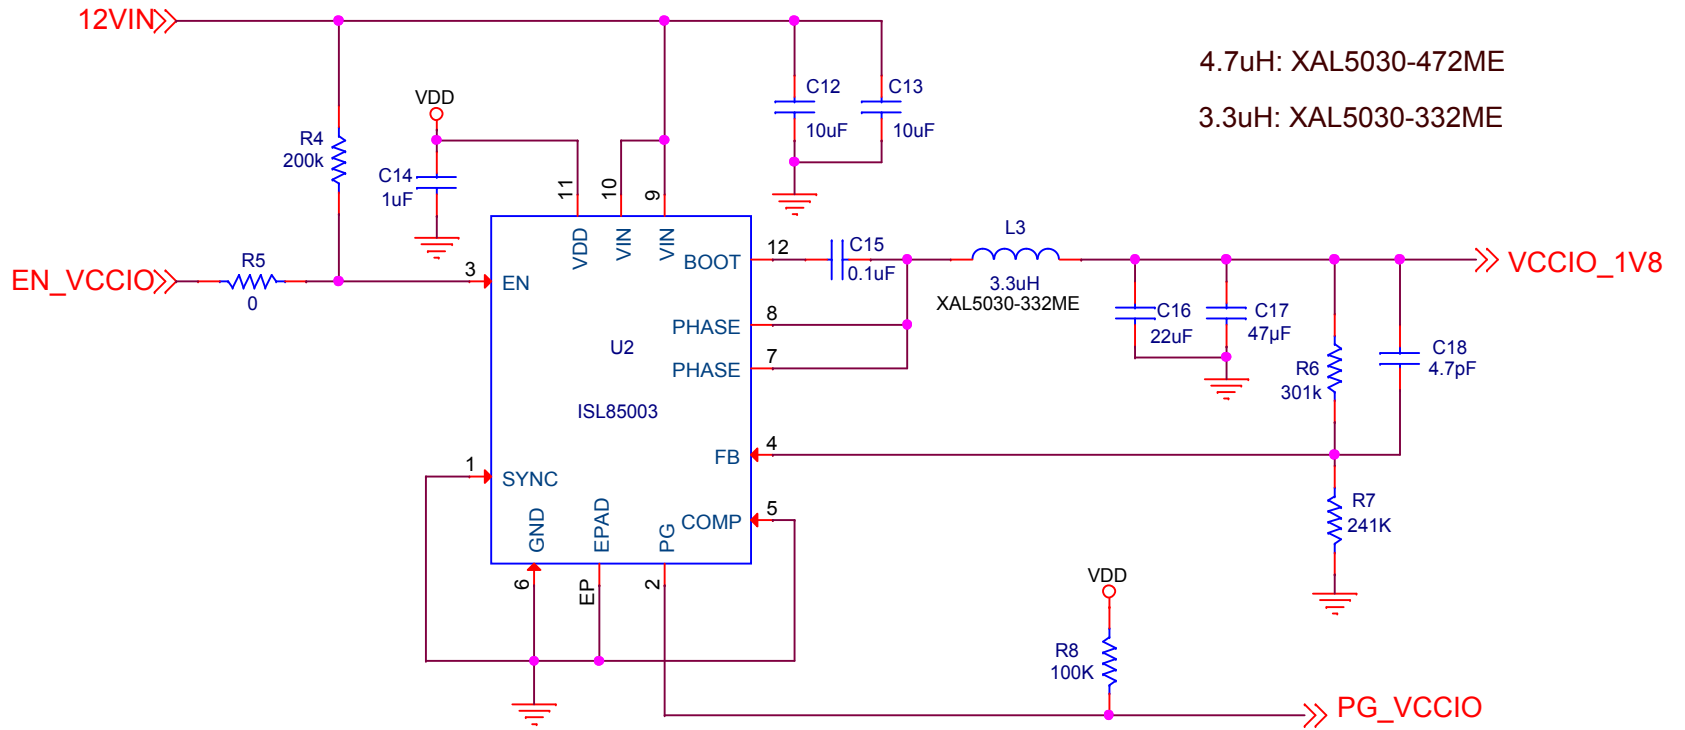 12VIN
4.7uH: XAL5030-472ME
3.3uH: XAL5030-332ME
C12
10uF
C13
10uF
VDD
R4
200k
C14
1uF
11
10
9
VDD
VIN
VIN
EN_VCCIO
R5
0
3
EN
BOOT
12
C15
0.1uF
L3
3.3uH
XAL5030-332ME
VCCIO_1V8
PHASE
8
PHASE
7
U2
ISL85003
C16
22uF
C17
47µF
R6
301k
C18
4.7pF
FB
4
1
SYNC
COMP
5
GND
EPAD
PG
6
EP
2
R7
241K
VDD
R8
100K
PG_VCCIO